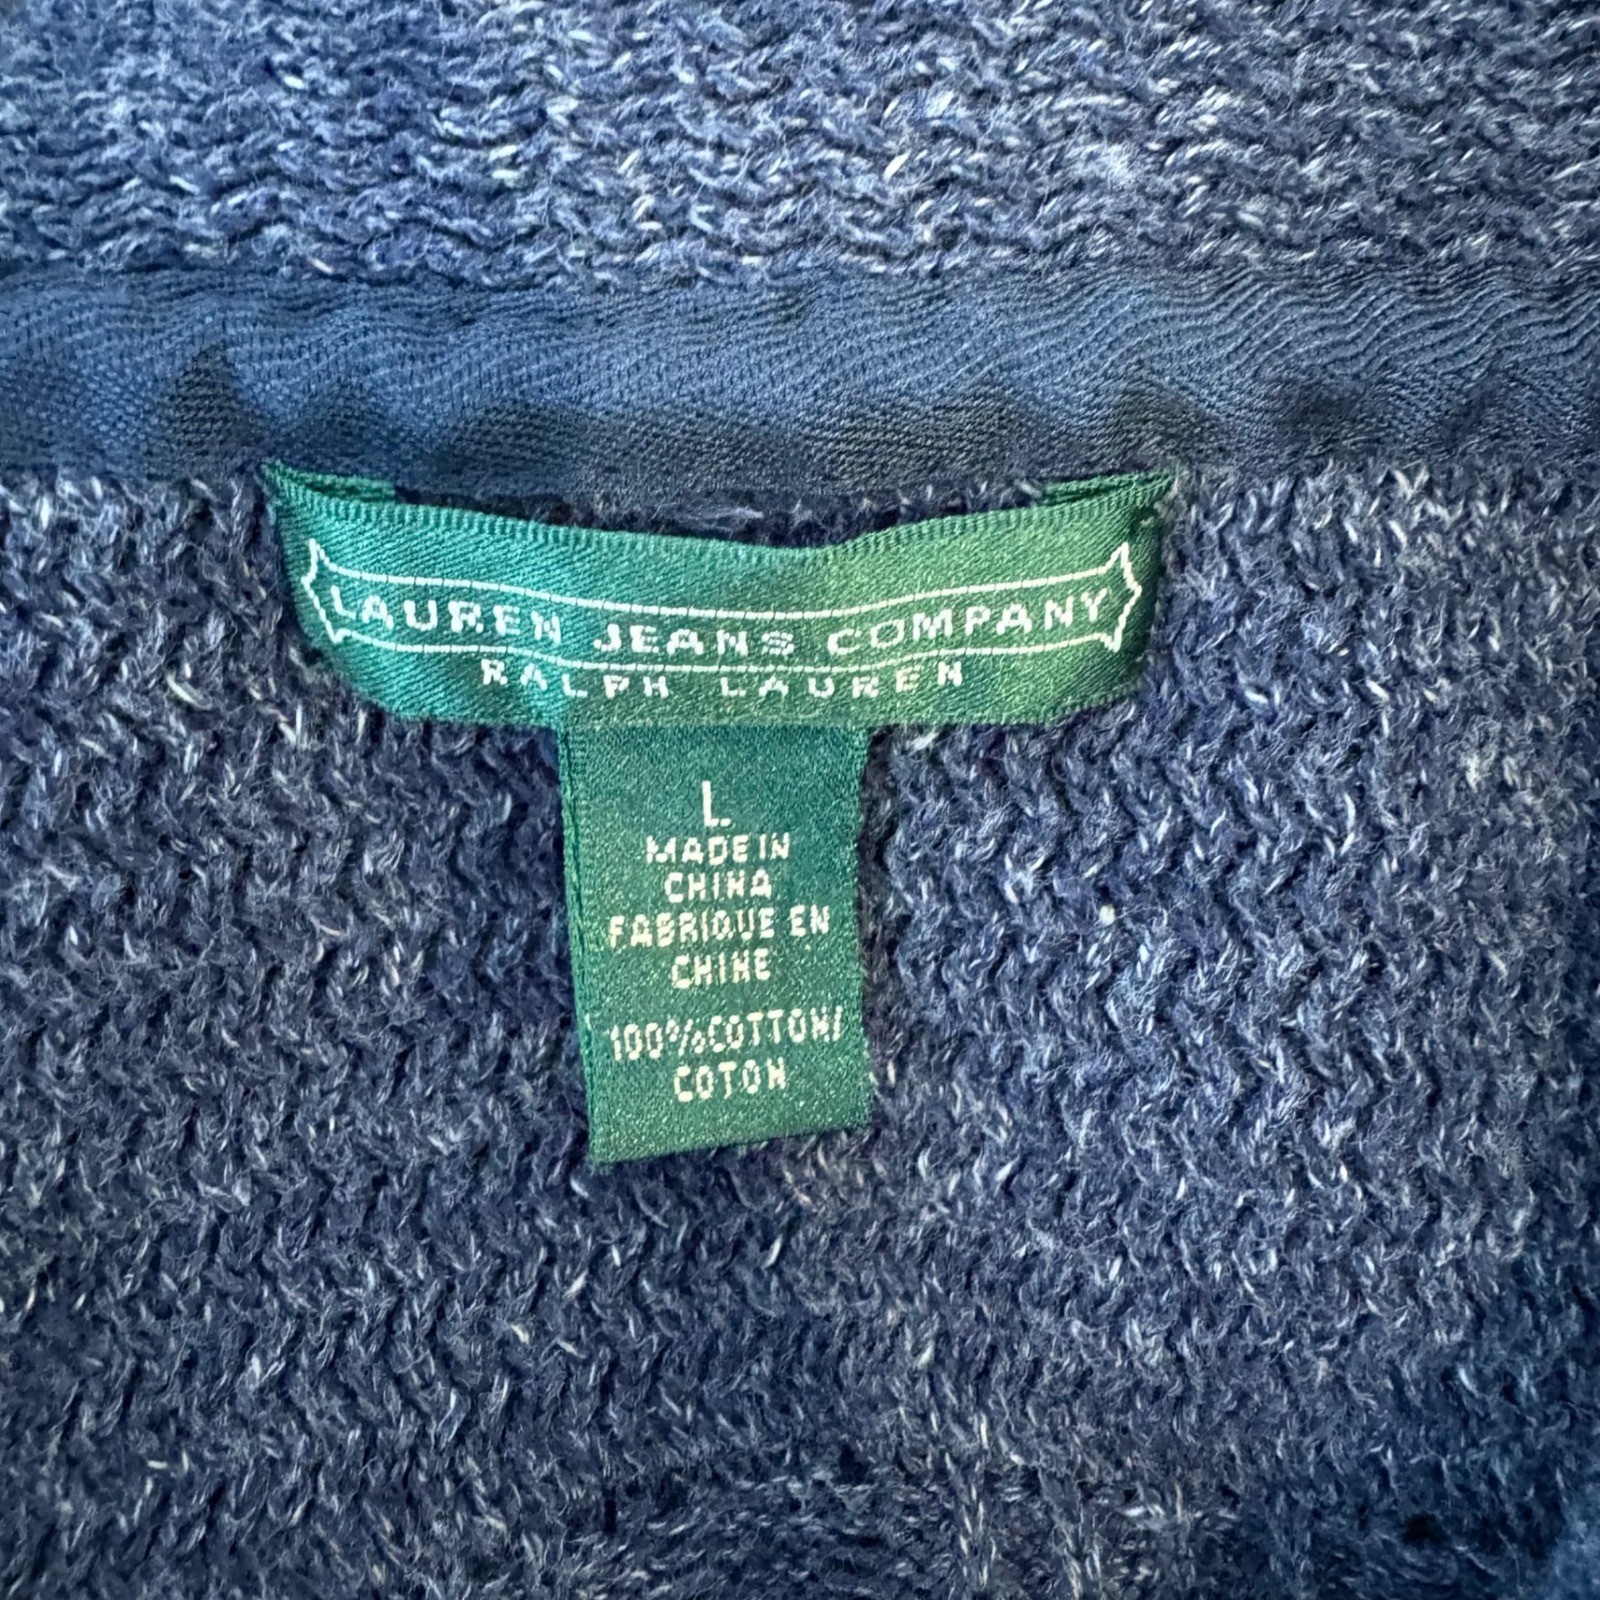 LAUREN JEANS COMPANY
RALPH LAUREN
L
MADE IN
CHINA
FABRIQUE EN
CHINE
100%COTTON/
COTON